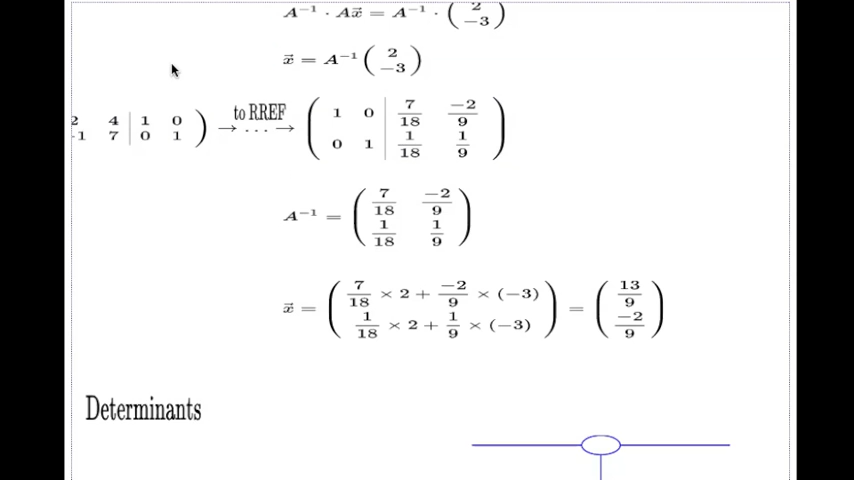 A⁻¹ · Ax⃗ = A⁻¹ · ( 2 −3 )
x⃗ = A⁻¹ ( 2 −3 )
2 4 | 1 0
-1 7 | 0 1 ) to RREF → ... → ( 1 0 | 7/18 −2/9
0 1 | 1/18 1/9 )
A⁻¹ = ( 7/18 −2/9
1/18 1/9 )
x⃗ = ( 7/18 × 2 + −2/9 × (−3)
1/18 × 2 + 1/9 × (−3) ) = ( 13/9
−2/9 )
Determinants